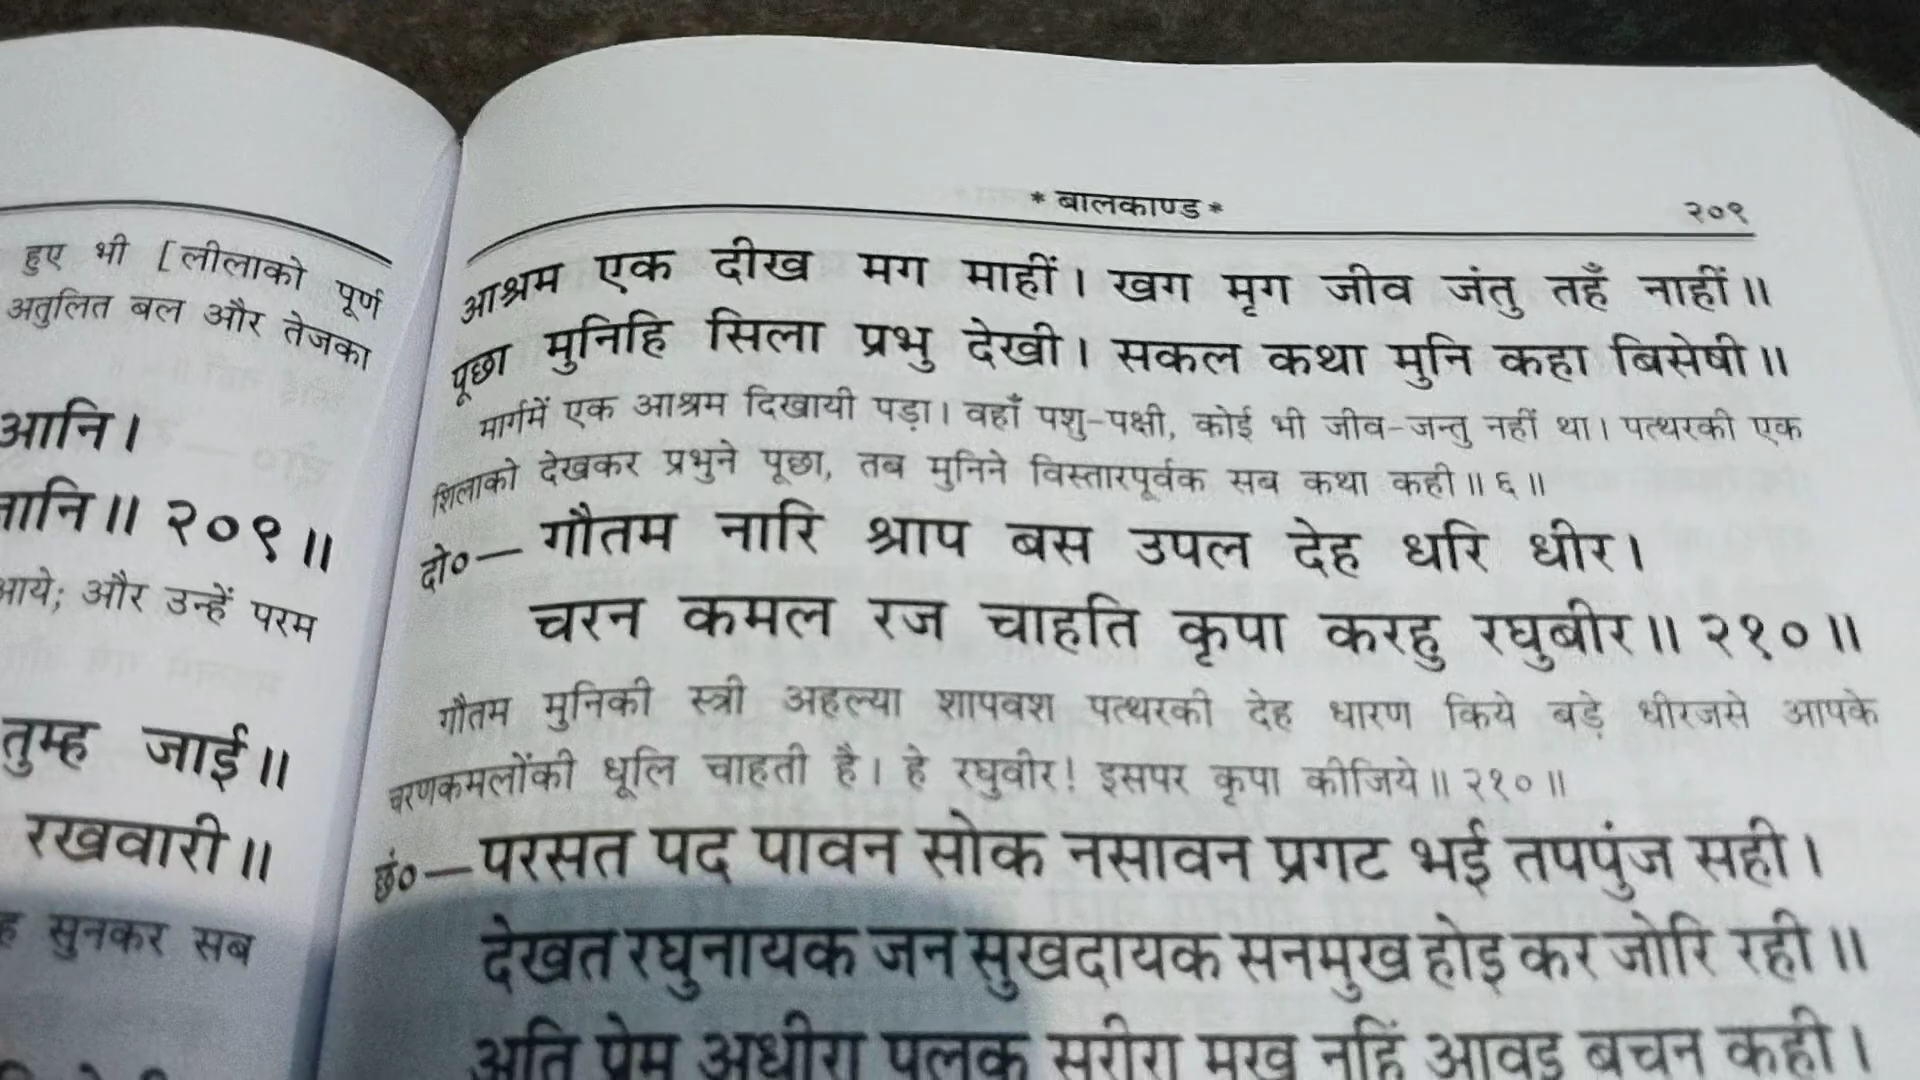 हुए भी [लीलाको पूर्ण
अतुलित बल और तेजका
आनि।
॥ २०९॥
आये; और उन्हें परम
तुम्ह जाई॥
रखवारी॥
सुनकर सब
* बालकाण्ड * २०९
आश्रम एक दीख मग माहीं। खग मृग जीव जंतु तहँ नाहीं॥
पूछा मुनिहि सिला प्रभु देखी। सकल कथा मुनि कहा बिसेषी॥
मार्गमें एक आश्रम दिखायी पड़ा। वहाँ पशु-पक्षी, कोई भी जीव-जन्तु नहीं था। पत्थरकी एक
शिलाको देखकर प्रभुने पूछा, तब मुनिने विस्तारपूर्वक सब कथा कही॥ ६॥
दो०— गौतम नारि श्राप बस उपल देह धरि धीर।
चरन कमल रज चाहति कृपा करहु रघुबीर॥ २१०॥
गौतम मुनिकी स्त्री अहल्या शापवश पत्थरकी देह धारण किये बड़े धीरजसे आपके
चरणकमलोंकी धूलि चाहती है। हे रघुवीर! इसपर कृपा कीजिये॥ २१०॥
छं०— परसत पद पावन सोक नसावन प्रगट भई तपपुंज सही।
देखत रघुनायक जन सुखदायक सनमुख होइ कर जोरि रही॥
अति प्रेम अधीरा पुलक सरीरा मुख नहिं आवइ बचन कही।